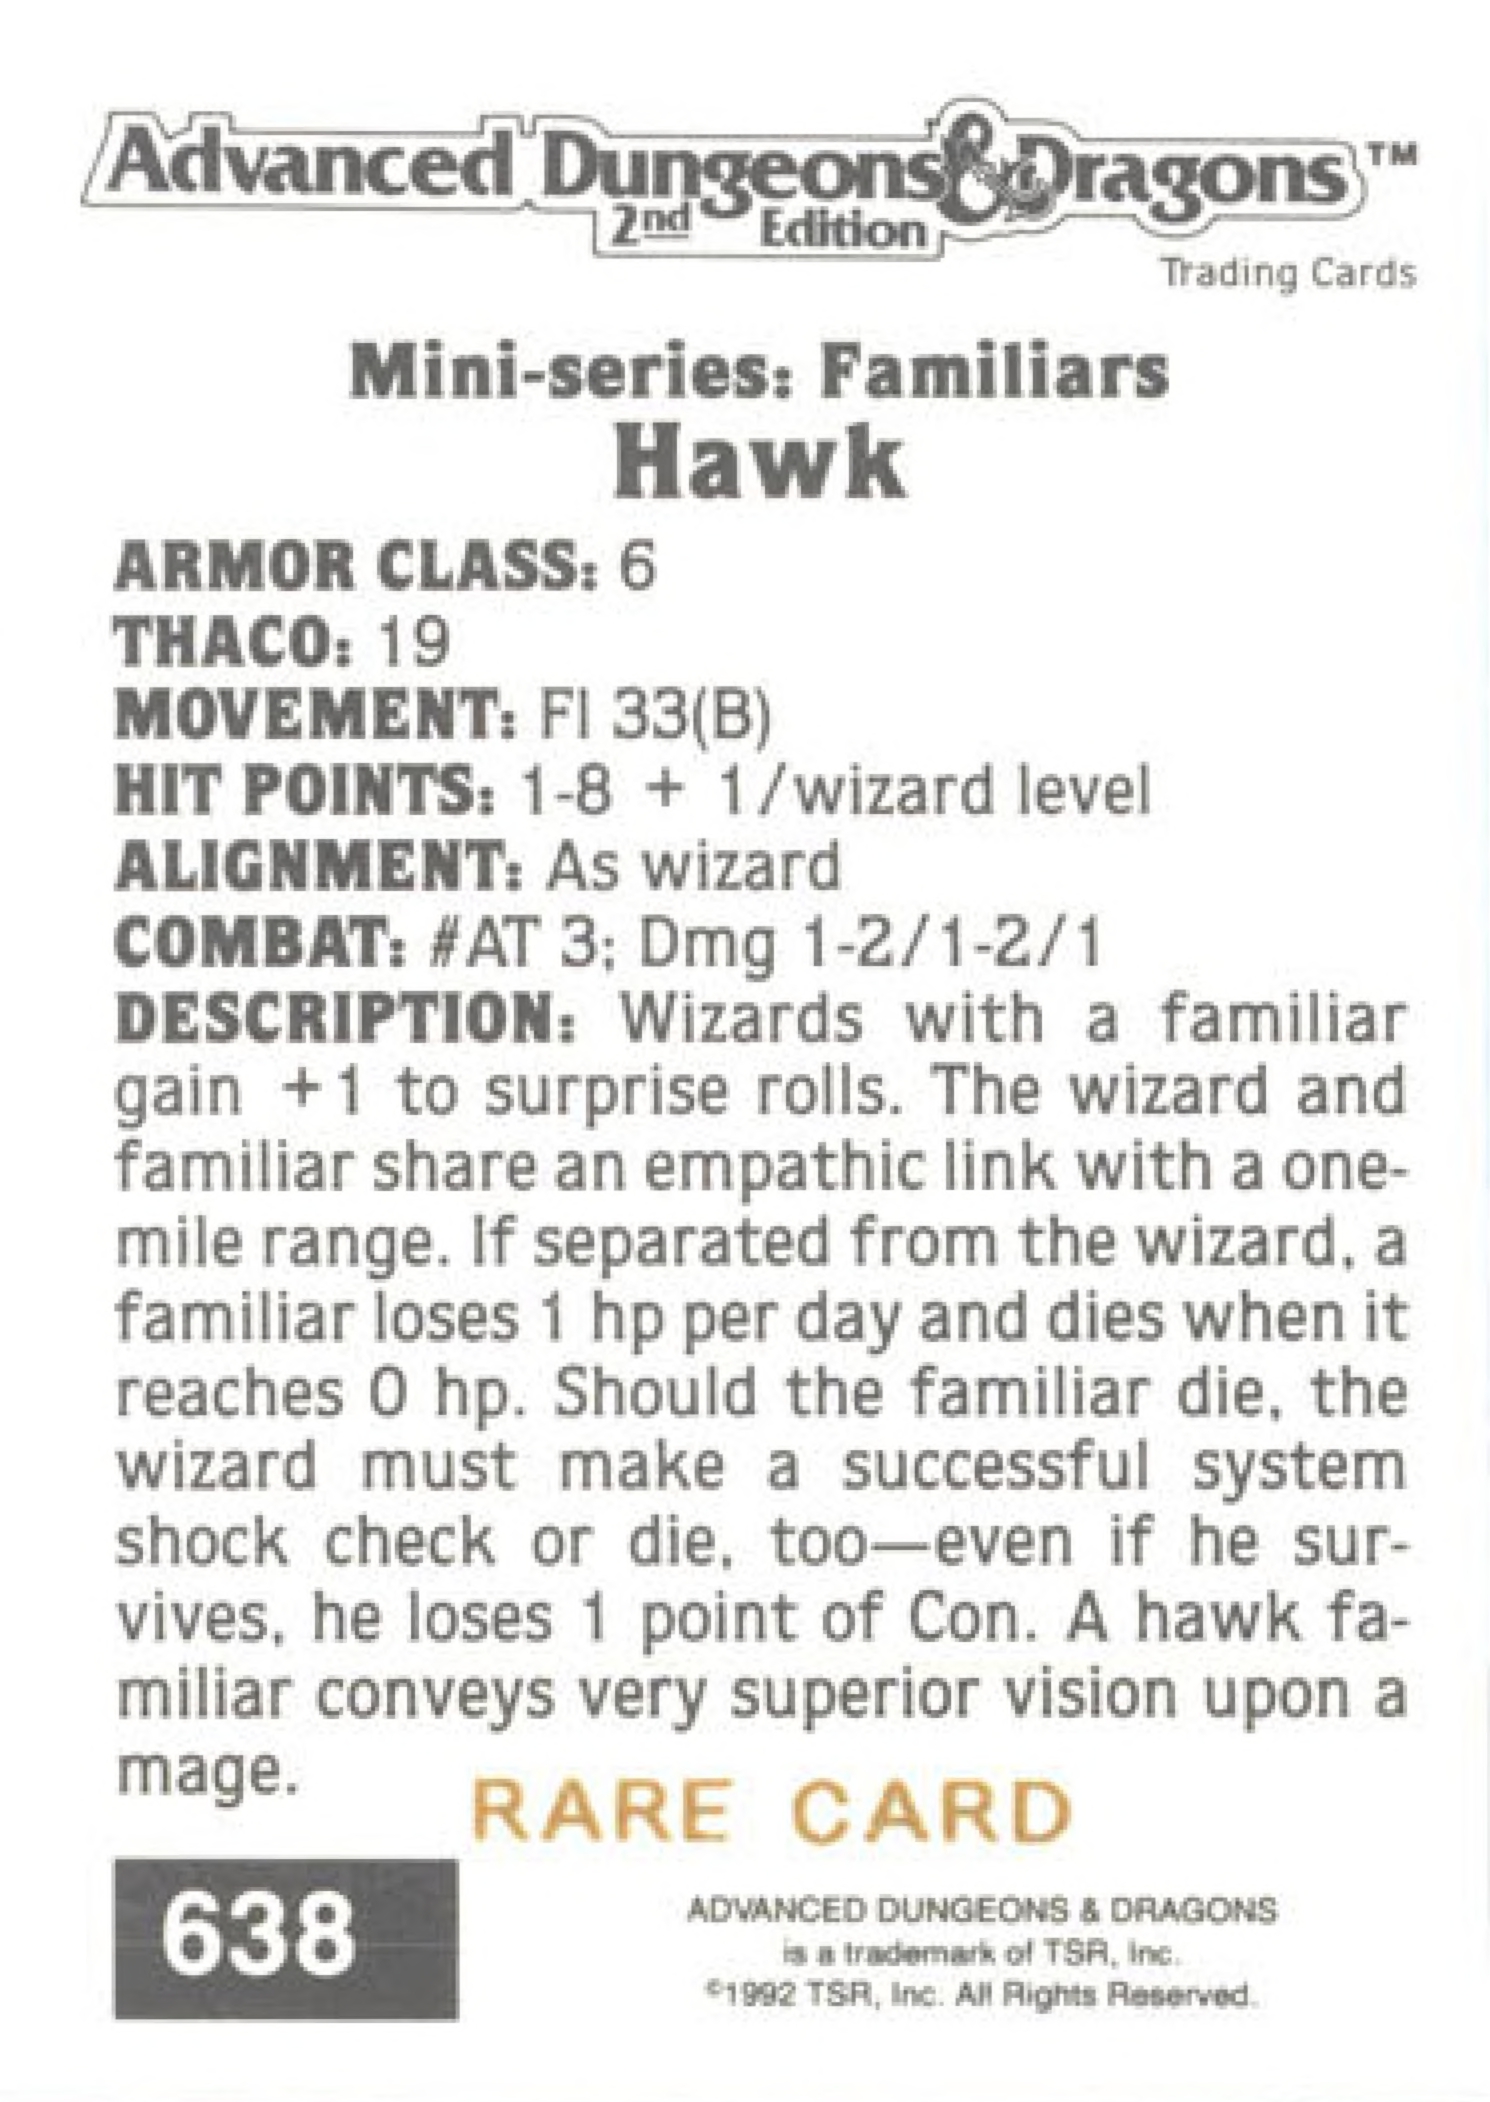 Advanced Dungeons & Dragons™
2nd Edition
Trading Cards
Mini-series: Familiars
Hawk
ARMOR CLASS: 6
THACO: 19
MOVEMENT: Fl 33(B)
HIT POINTS: 1-8 + 1/wizard level
ALIGNMENT: As wizard
COMBAT: #AT 3; Dmg 1-2/1-2/1
DESCRIPTION: Wizards with a familiar
gain +1 to surprise rolls. The wizard and
familiar share an empathic link with a one-
mile range. If separated from the wizard, a
familiar loses 1 hp per day and dies when it
reaches 0 hp. Should the familiar die, the
wizard must make a successful system
shock check or die, too—even if he sur-
vives, he loses 1 point of Con. A hawk fa-
miliar conveys very superior vision upon a
mage.
RARE CARD
638
ADVANCED DUNGEONS & DRAGONS
is a trademark of TSR, Inc.
©1992 TSR, Inc. All Rights Reserved.